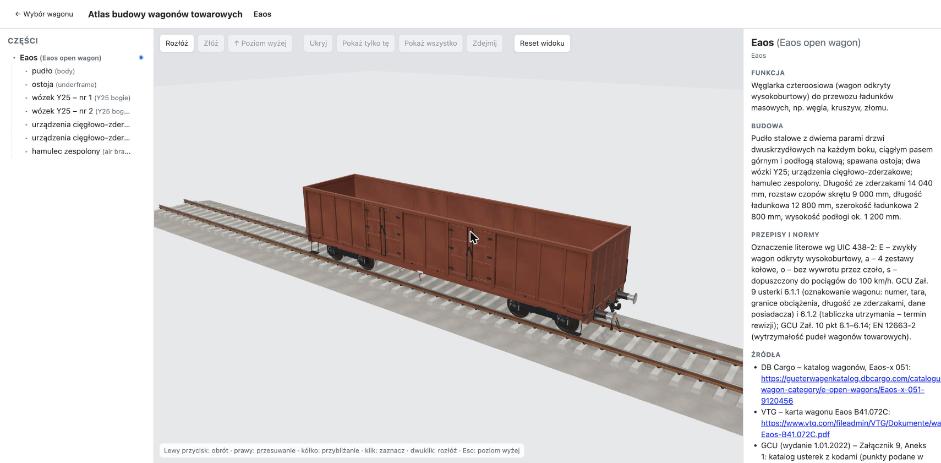 ← Wybór wagonu
Atlas budowy wagonów towarowych
Eaos
CZĘŚCI
Eaos (Eaos open wagon)
pudło (body)
ostoja (underframe)
wózek Y25 – nr 1 (Y25 bogie)
wózek Y25 – nr 2 (Y25 bog...
urządzenia cięgłowo-zder...
urządzenia cięgłowo-zder...
hamulec zespolony (air bra...
Rozłóż
Złóż
↑ Poziom wyżej
Ukryj
Pokaż tylko tę
Pokaż wszystko
Zdejmij
Reset widoku
Lewy przycisk: obrót · prawy: przesuwanie · kółko: przybliżanie · klik: zaznacz · dwuklik: rozłóż · Esc: poziom wyżej
Eaos (Eaos open wagon)
Eaos
FUNKCJA
Węglarka czteroosiowa (wagon odkryty
wysokoburtowy) do przewozu ładunków
masowych, np. węgla, kruszyw, złomu.
BUDOWA
Pudło stalowe z dwiema parami drzwi
dwuskrzydłowych na każdym boku, ciągłym pasem
górnym i podłogą stalową; spawana ostoja; dwa
wózki Y25; urządzenia cięgłowo-zderzakowe;
hamulec zespolony. Długość ze zderzakami 14 040
mm, rozstaw czopów skrętu 9 000 mm, długość
ładunkowa 12 800 mm, szerokość ładunkowa 2
800 mm, wysokość podłogi ok. 1 200 mm.
PRZEPISY I NORMY
Oznaczenie literowe wg UIC 438-2: E – zwykły
wagon odkryty wysokoburtowy, a – 4 zestawy
kołowe, o – bez wywrotu przez czoło, s –
dopuszczony do pociągów do 100 km/h. GCU Zał.
9 usterki 6.1.1 (oznakowanie wagonu: numer, tara,
granice obciążenia, długość ze zderzakami, dane
posiadacza) i 6.1.2 (tabliczka utrzymania – termin
rewizji); GCU Zał. 10 pkt 6.1–6.14; EN 12663-2
(wytrzymałość pudeł wagonów towarowych).
ŹRÓDŁA
• DB Cargo – katalog wagonów, Eaos-x 051:
https://gueterwagenkatalog.dbcargo.com/catalogu
wagon-category/e-open-wagons/Eaos-x-051-
9120456
• VTG – karta wagonu Eaos B41.072C:
https://www.vtg.com/fileadmin/VTG/Dokumente/wa
Eaos-B41.072C.pdf
• GCU (wydanie 1.01.2022) – Załącznik 9, Aneks
1: katalog usterek z kodami (punkty podane w